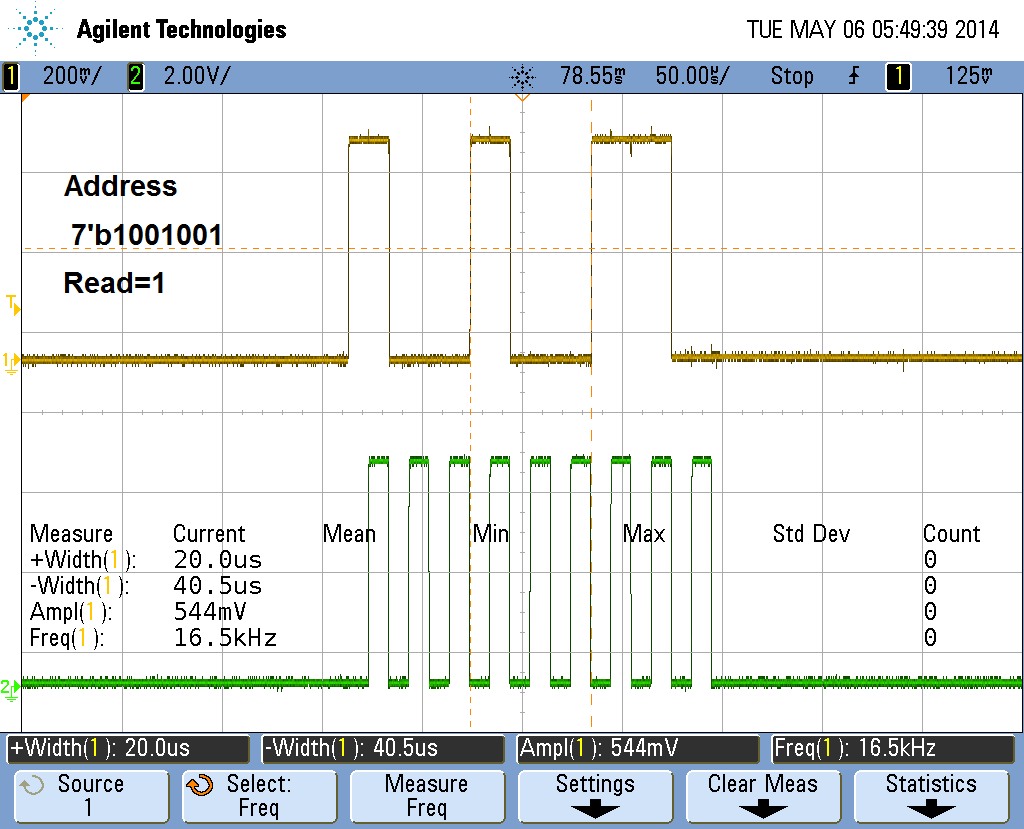 Agilent Technologies
TUE MAY 06 05:49:39 2014
1 200mV/ 2 2.00V/ 78.55ms 50.00us/ Stop 1 125mV
Address
7'b1001001
Read=1
T
1
2
Measure Current Mean Min Max Std Dev Count
+Width(1): 20.0us 0
-Width(1): 40.5us 0
Ampl(1): 544mV 0
Freq(1): 16.5kHz 0
+Width(1): 20.0us -Width(1): 40.5us Ampl(1): 544mV Freq(1): 16.5kHz
Source Select: Measure Settings Clear Meas Statistics
1 Freq Freq